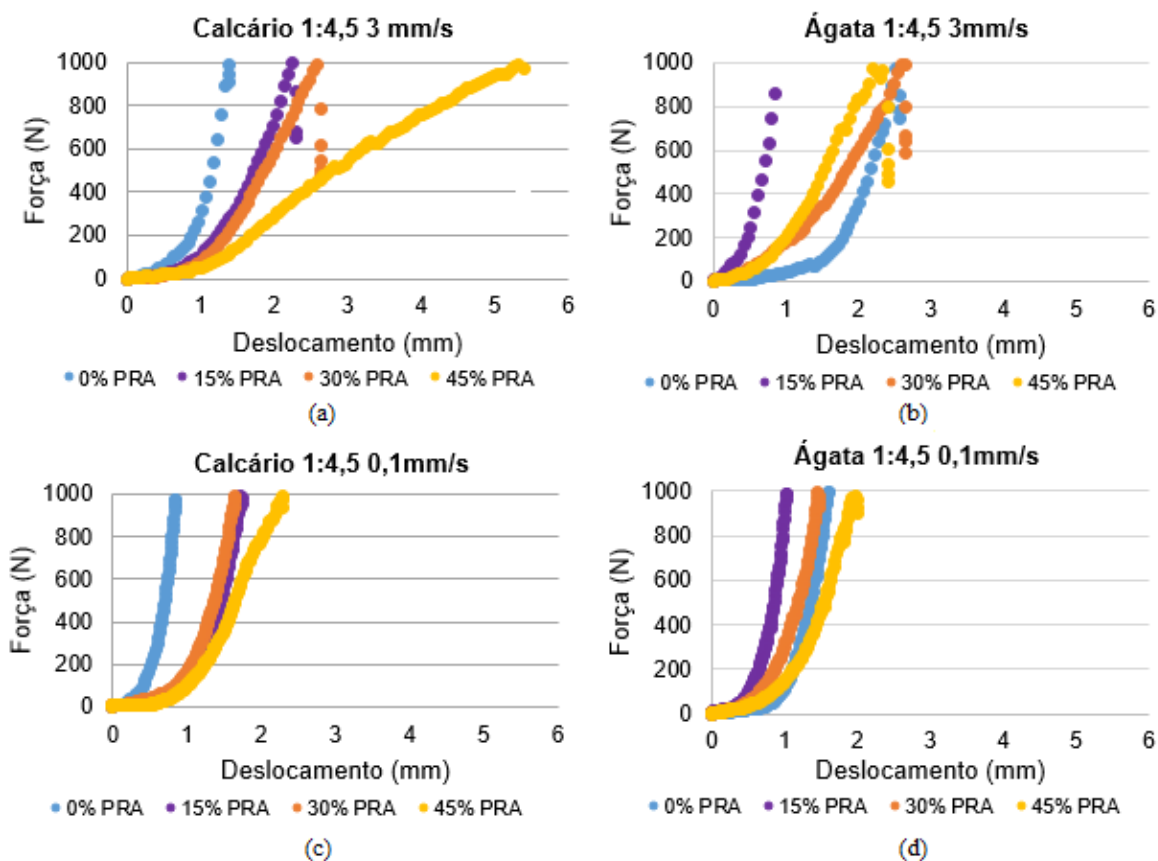 Calcário 1:4,5 3 mm/s
1000
800
600
400
200
0
Força (N)
0 1 2 3 4 5 6
Deslocamento (mm)
0% PRA 15% PRA 30% PRA 45% PRA
(a)
Ágata 1:4,5 3mm/s
1000
800
600
400
200
0
Força (N)
0 1 2 3 4 5 6
Deslocamento (mm)
0% PRA 15% PRA 30% PRA 45% PRA
(b)
Calcário 1:4,5 0,1mm/s
1000
800
600
400
200
0
Força (N)
0 1 2 3 4 5 6
Deslocamento (mm)
0% PRA 15% PRA 30% PRA 45% PRA
(c)
Ágata 1:4,5 0,1mm/s
1000
800
600
400
200
0
Força (N)
0 1 2 3 4 5 6
Deslocamento (mm)
0% PRA 15% PRA 30% PRA 45% PRA
(d)